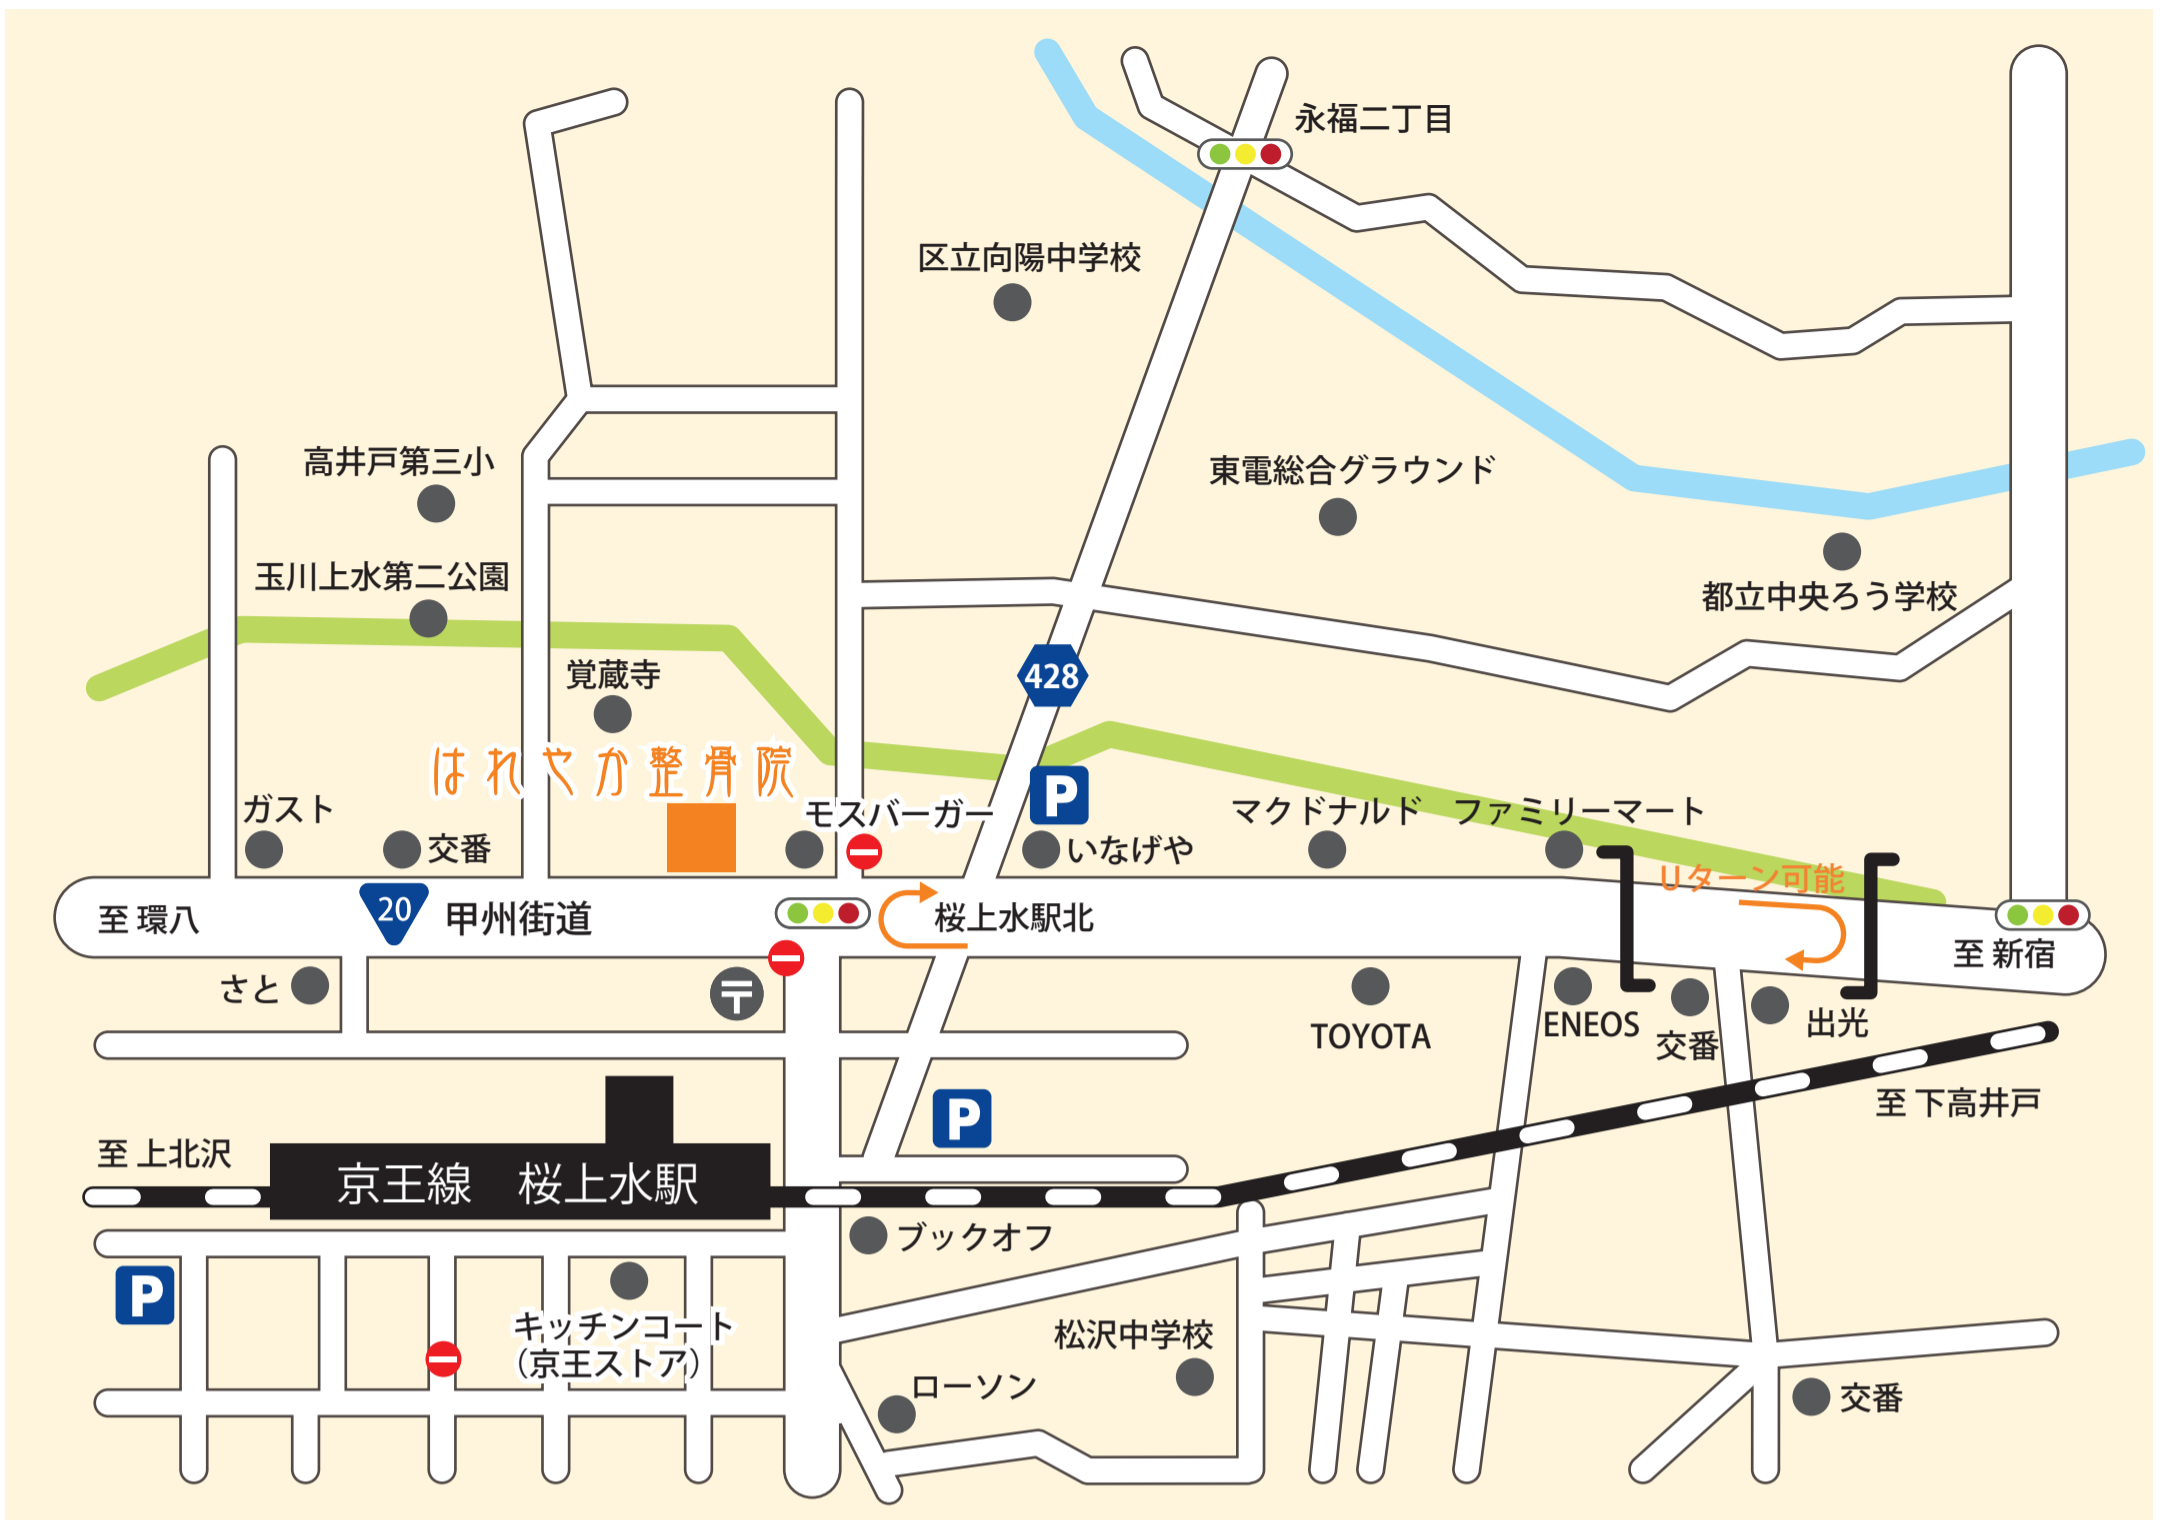 永福二丁目
区立向陽中学校
高井戸第三小
東電総合グラウンド
玉川上水第二公園
都立中央ろう学校
覚蔵寺
428
はれやか整骨院
P
ガスト
モスバーガー
マクドナルド
ファミリーマート
交番
いなげや
Uターン可能
至 環八
20
甲州街道
桜上水駅北
至 新宿
さと
〒
TOYOTA
ENEOS
交番
出光
P
至 下高井戸
至 上北沢
京王線 桜上水駅
ブックオフ
P
キッチンコート
(京王ストア)
松沢中学校
ローソン
交番